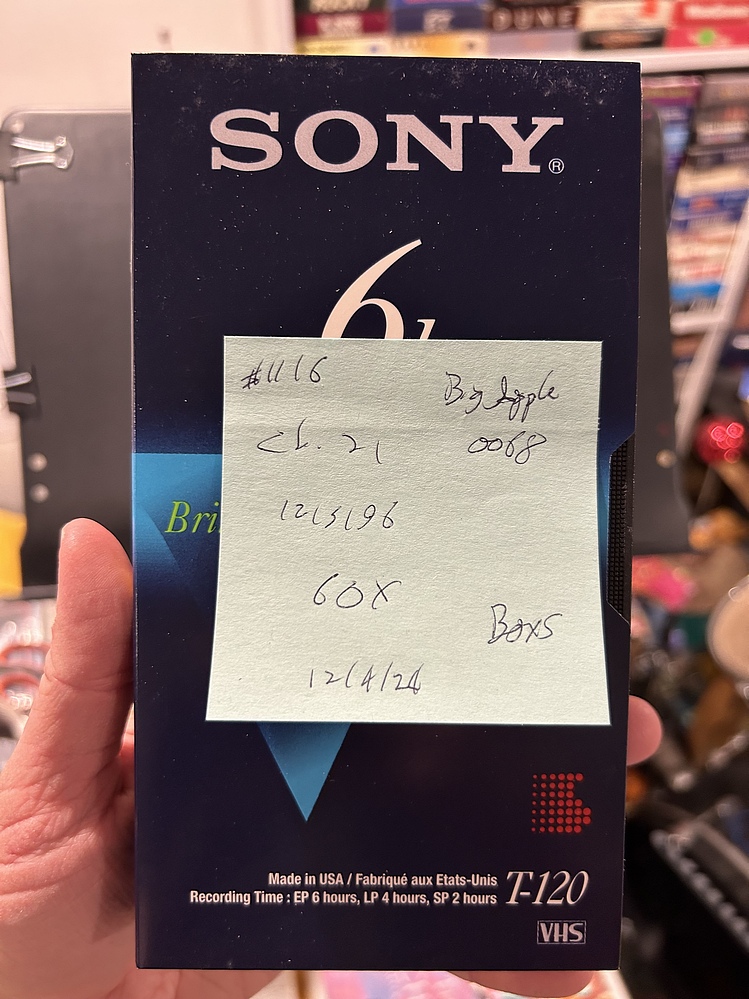 DUNE
SONY®
6
#1116 Big Apple
Ch. 21 0068
12/5/96
Bri
60X
Box5
12/4/24
Made in USA / Fabriqué aux Etats-Unis
Recording Time : EP 6 hours, LP 4 hours, SP 2 hours T-120
VHS